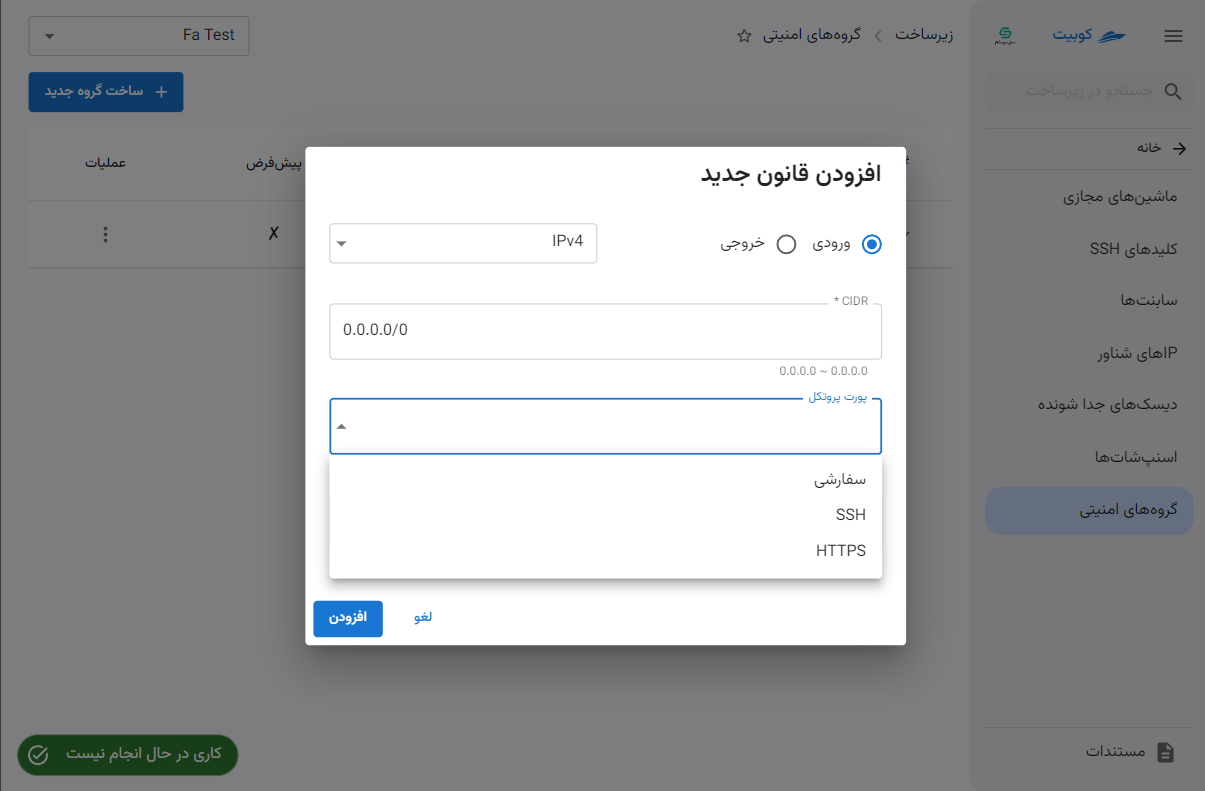 کوبیت
جستجو در زیرساخت
خانه
ماشین‌های مجازی
کلیدهای SSH
سابنت‌ها
IPهای شناور
دیسک‌های جدا شونده
اسنپ‌شات‌ها
گروه‌های امنیتی
مستندات
زیرساخت
گروه‌های امنیتی
Fa Test
ساخت گروه جدید
پیش‌فرض
عملیات
✗
افزودن قانون جدید
ورودی
خروجی
IPv4
CIDR *
0.0.0.0/0
0.0.0.0 ~ 0.0.0.0
پورت پروتکل
سفارشی
SSH
HTTPS
لغو
افزودن
کاری در حال انجام نیست